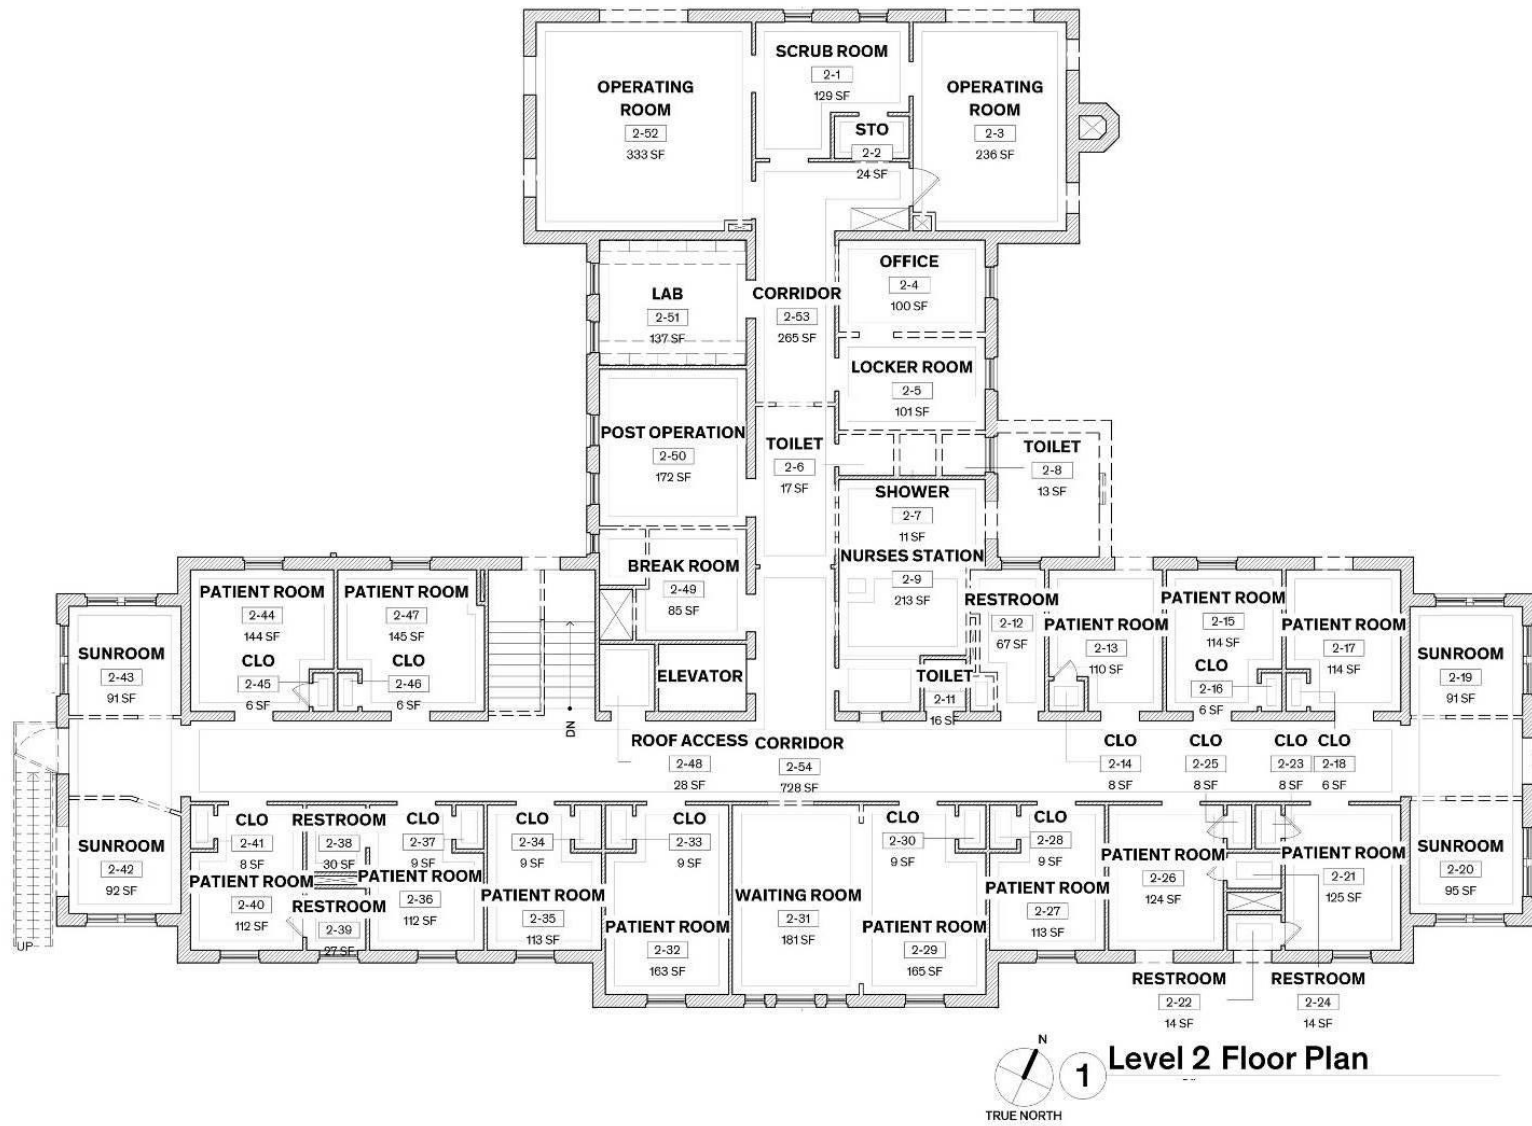 OPERATING
ROOM
2-52
333 SF
SCRUB ROOM
2-1
129 SF
STO
2-2
24 SF
OPERATING
ROOM
2-3
236 SF
LAB
2-51
137 SF
CORRIDOR
2-53
265 SF
OFFICE
2-4
100 SF
LOCKER ROOM
2-5
101 SF
POST OPERATION
2-50
172 SF
TOILET
2-6
17 SF
TOILET
2-8
13 SF
SHOWER
2-7
11 SF
NURSES STATION
2-9
213 SF
BREAK ROOM
2-49
85 SF
ELEVATOR
TOILET
2-11
16 SF
RESTROOM
2-12
67 SF
PATIENT ROOM
2-13
110 SF
PATIENT ROOM
2-15
114 SF
CLO
2-16
6 SF
PATIENT ROOM
2-17
114 SF
SUNROOM
2-19
91 SF
SUNROOM
2-43
91 SF
PATIENT ROOM
2-44
144 SF
CLO
2-45
6 SF
PATIENT ROOM
2-47
145 SF
CLO
2-46
6 SF
DN
ROOF ACCESS
2-48
28 SF
CORRIDOR
2-54
728 SF
CLO
2-14
8 SF
CLO
2-25
8 SF
CLO
2-23
8 SF
CLO
2-18
6 SF
SUNROOM
2-42
92 SF
UP
CLO
2-41
8 SF
PATIENT ROOM
2-40
112 SF
RESTROOM
2-38
30 SF
RESTROOM
2-39
27 SF
CLO
2-37
9 SF
PATIENT ROOM
2-36
112 SF
CLO
2-34
9 SF
PATIENT ROOM
2-35
113 SF
CLO
2-33
9 SF
PATIENT ROOM
2-32
163 SF
WAITING ROOM
2-31
181 SF
CLO
2-30
9 SF
PATIENT ROOM
2-29
165 SF
CLO
2-28
9 SF
PATIENT ROOM
2-27
113 SF
PATIENT ROOM
2-26
124 SF
PATIENT ROOM
2-21
125 SF
SUNROOM
2-20
95 SF
RESTROOM
2-22
14 SF
RESTROOM
2-24
14 SF
N
TRUE NORTH
1
Level 2 Floor Plan